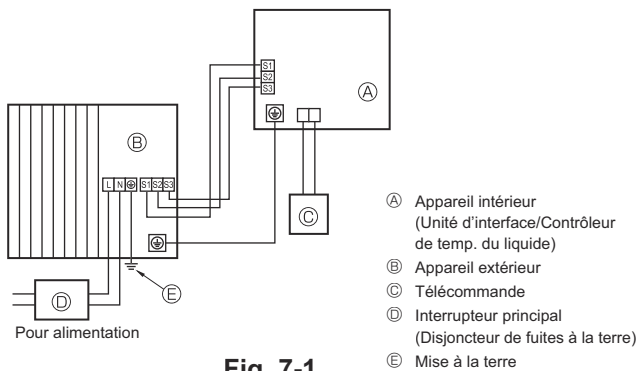 S1
S2
S3
Ⓐ
Ⓑ
L N S1 S2 S3
Ⓒ
Ⓓ
Ⓔ
Pour alimentation
Fig. 7-1
Ⓐ Appareil intérieur
(Unité d'interface/Contrôleur
de temp. du liquide)
Ⓑ Appareil extérieur
Ⓒ Télécommande
Ⓓ Interrupteur principal
(Disjoncteur de fuites à la terre)
Ⓔ Mise à la terre